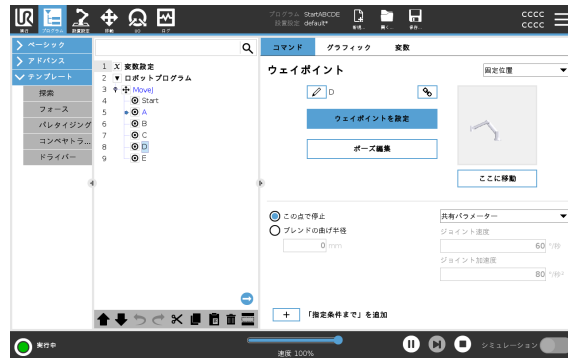 UR
実行
プログラム
設置設定
移動
I/O
ログ
プログラム StartABCDE
設置設定 default*
新規...
開く...
保存...
CCCC
CCCC
ベーシック
アドバンス
テンプレート
探索
フォース
パレタイジング
コンベヤトラ...
ドライバー
1 X 変数設定
2 ▼ ロボットプログラム
3 MoveJ
4 Start
5 A
6 B
7 C
8 D
9 E
コマンド グラフィック 変数
ウェイポイント
固定位置
D
ウェイポイントを設定
ポーズ編集
ここに移動
この点で停止
ブレンドの曲げ半径
0 mm
共有パラメーター
ジョイント速度
60 °/秒
ジョイント加速度
80 °/秒²
+ 「指定条件まで」を追加
実行中
速度 100%
シミュレーション